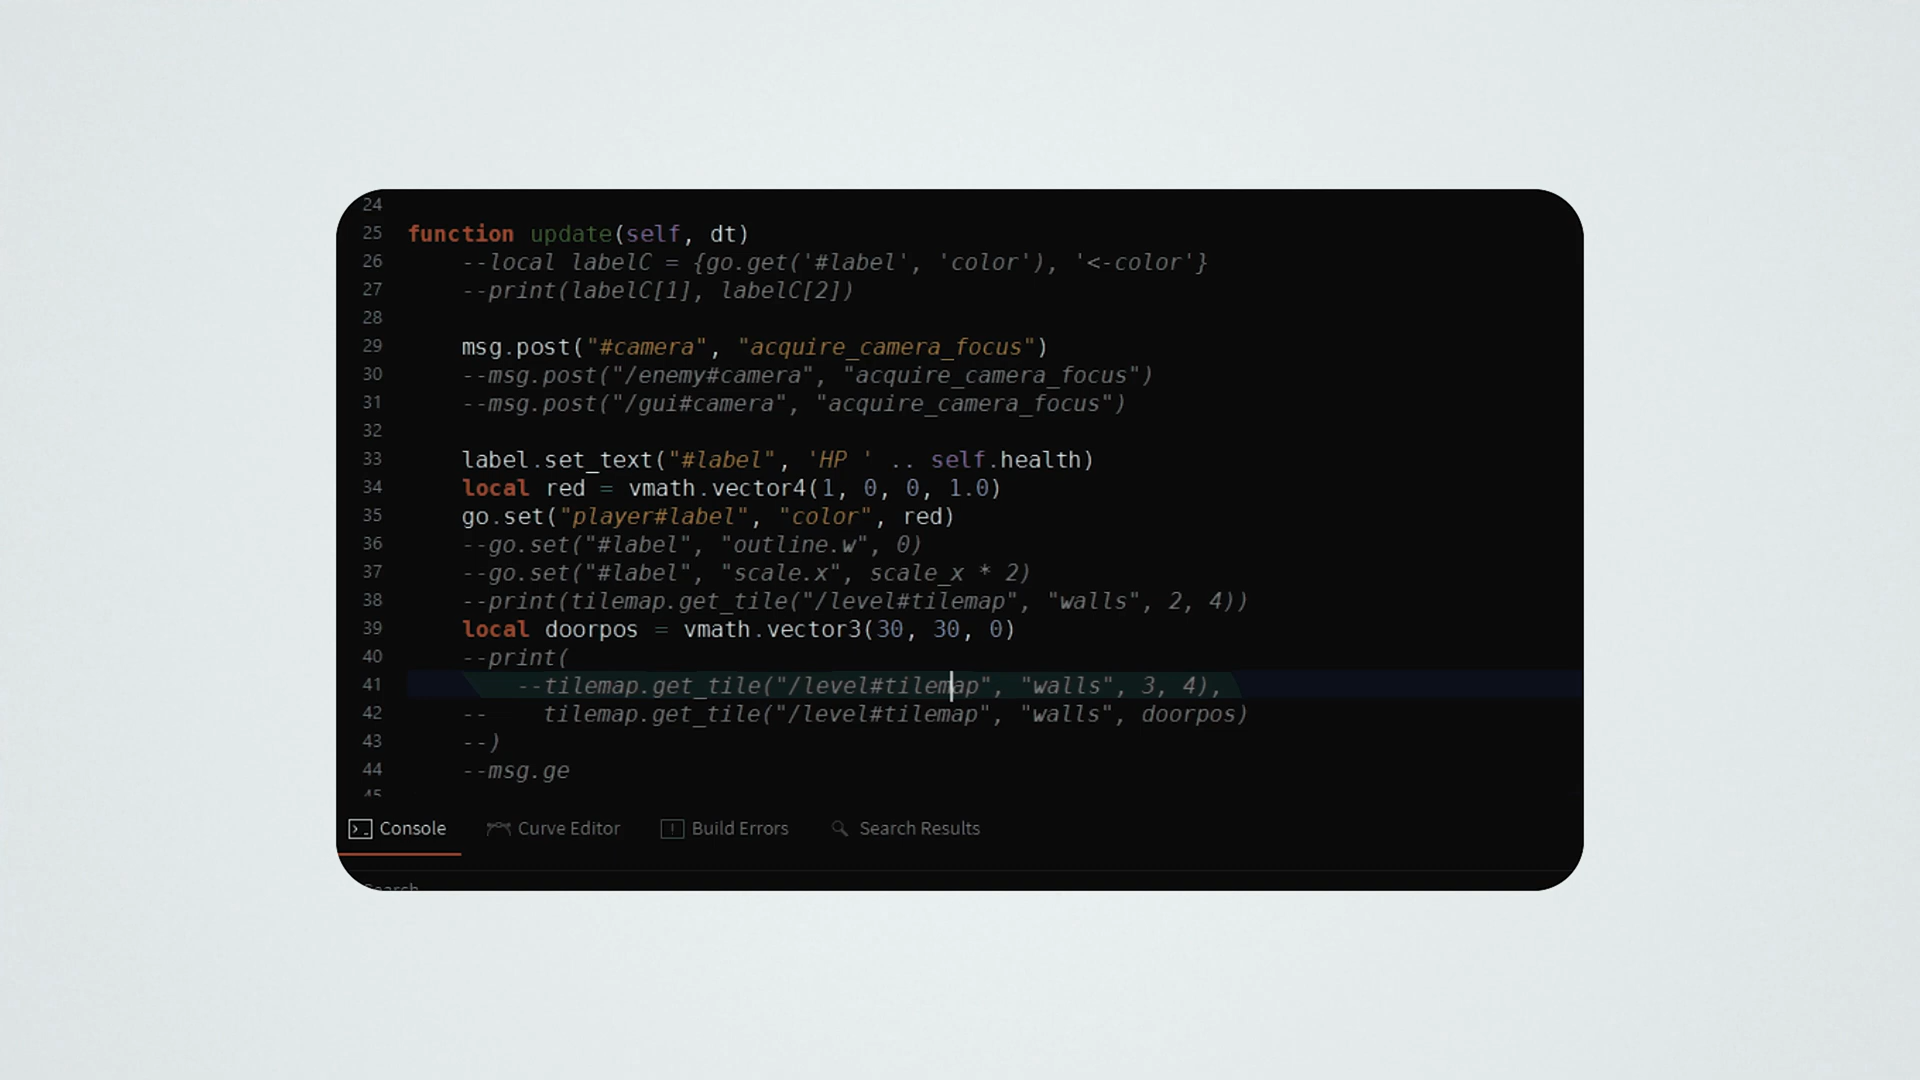 24
25 function update(self, dt)
26 --local labelC = {go.get('#label', 'color'), '<-color'}
27 --print(labelC[1], labelC[2])
28
29 msg.post("#camera", "acquire_camera_focus")
30 --msg.post("/enemy#camera", "acquire_camera_focus")
31 --msg.post("/gui#camera", "acquire_camera_focus")
32
33 label.set_text("#label", 'HP ' .. self.health)
34 local red = vmath.vector4(1, 0, 0, 1.0)
35 go.set("player#label", "color", red)
36 --go.set("#label", "outline.w", 0)
37 --go.set("#label", "scale.x", scale_x * 2)
38 --print(tilemap.get_tile("/level#tilemap", "walls", 2, 4))
39 local doorpos = vmath.vector3(30, 30, 0)
40 --print(
41 --tilemap.get_tile("/level#tilemap", "walls", 3, 4),
42 -- tilemap.get_tile("/level#tilemap", "walls", doorpos)
43 --)
44 --msg.ge
45
Console Curve Editor Build Errors Search Results
Search